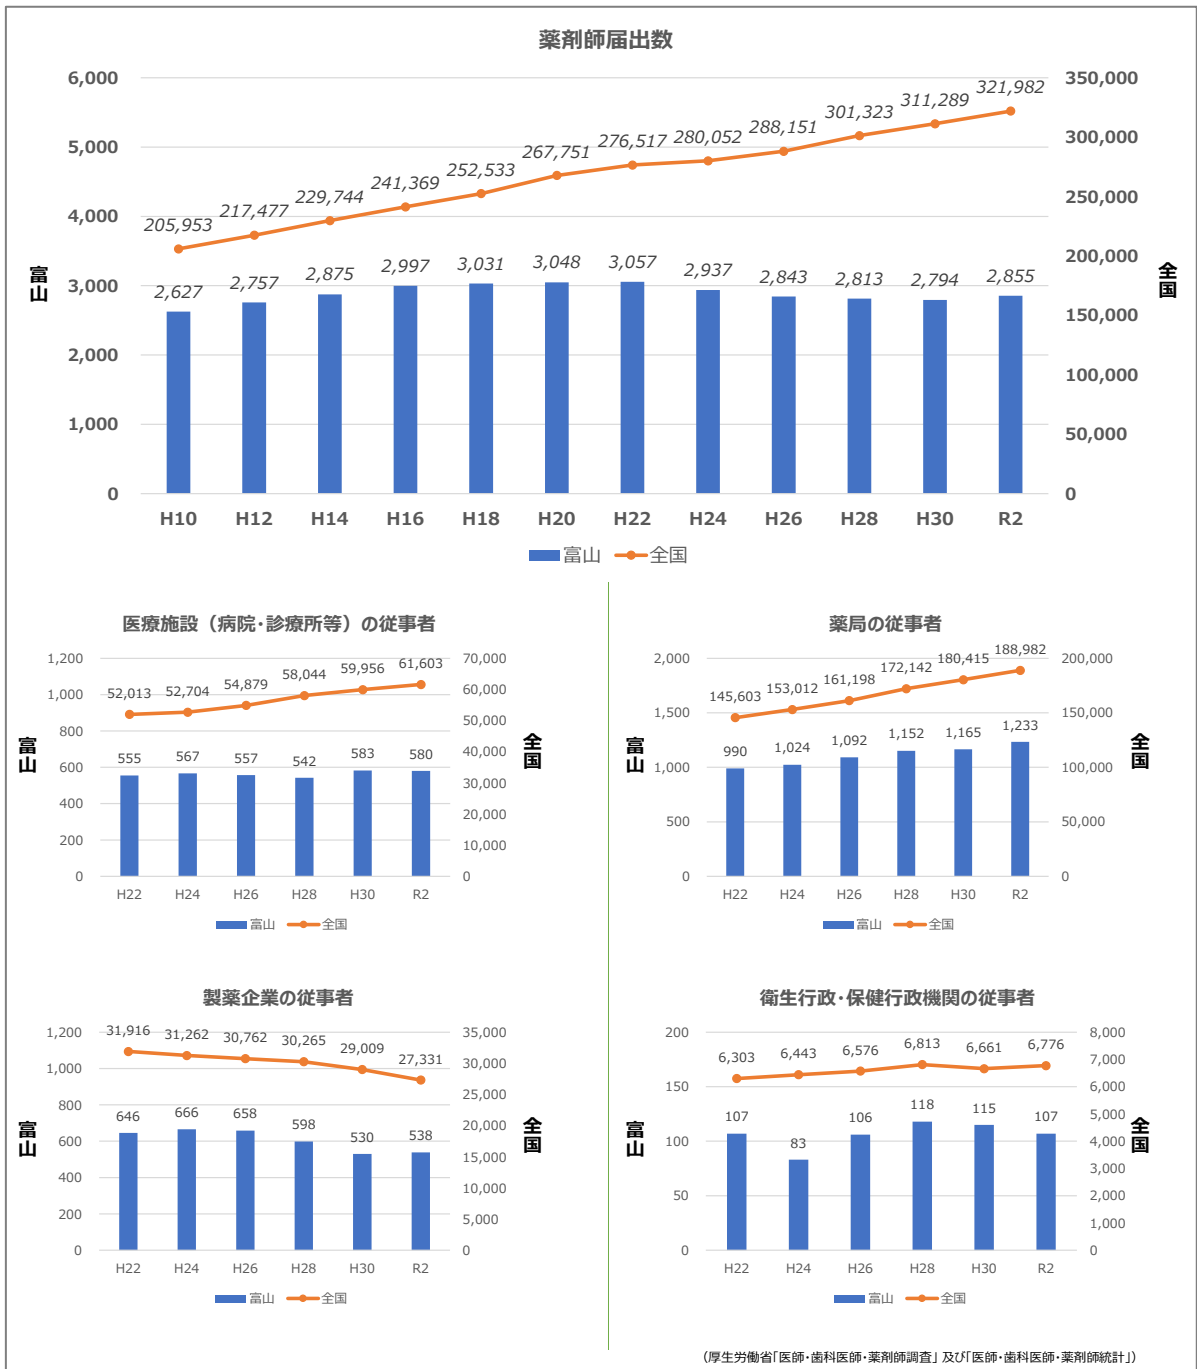 薬剤師届出数
6,000 350,000
5,000 300,000
4,000 250,000
3,000 200,000
2,000 150,000
1,000 100,000
0 50,000
0
富山
全国
205,953 217,477 229,744 241,369 252,533 267,751 276,517 280,052 288,151 301,323 311,289 321,982
2,627 2,757 2,875 2,997 3,031 3,048 3,057 2,937 2,843 2,813 2,794 2,855
H10 H12 H14 H16 H18 H20 H22 H24 H26 H28 H30 R2
富山 全国
医療施設（病院・診療所等）の従事者
1,200 70,000
1,000 60,000
800 50,000
600 40,000
400 30,000
200 20,000
0 10,000
0
富山
全国
52,013 52,704 54,879 58,044 59,956 61,603
555 567 557 542 583 580
H22 H24 H26 H28 H30 R2
富山 全国
薬局の従事者
2,000 200,000
1,500 150,000
1,000 100,000
500 50,000
0 0
富山
全国
145,603 153,012 161,198 172,142 180,415 188,982
990 1,024 1,092 1,152 1,165 1,233
H22 H24 H26 H28 H30 R2
富山 全国
製薬企業の従事者
1,200 35,000
1,000 30,000
800 25,000
600 20,000
400 15,000
200 10,000
0 5,000
0
富山
全国
31,916 31,262 30,762 30,265 29,009 27,331
646 666 658 598 530 538
H22 H24 H26 H28 H30 R2
富山 全国
衛生行政・保健行政機関の従事者
200 8,000
150 7,000
100 6,000
50 5,000
0 4,000
3,000
2,000
1,000
0
富山
全国
6,303 6,443 6,576 6,813 6,661 6,776
107 83 106 118 115 107
H22 H24 H26 H28 H30 R2
富山 全国
（厚生労働省「医師・歯科医師・薬剤師調査」 及び「医師・歯科医師・薬剤師統計」）